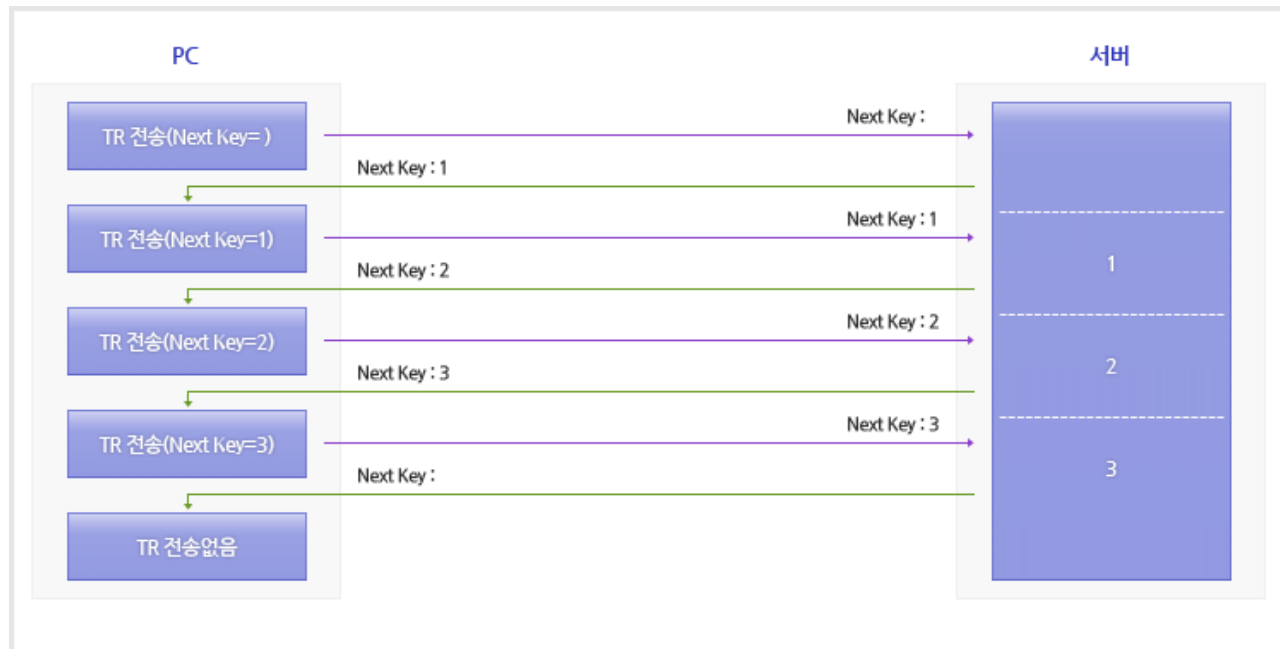 PC
서버
TR 전송(Next Key= )
Next Key :
Next Key : 1
TR 전송(Next Key=1)
Next Key : 1
1
Next Key : 2
TR 전송(Next Key=2)
Next Key : 2
2
Next Key : 3
TR 전송(Next Key=3)
Next Key : 3
3
Next Key :
TR 전송없음